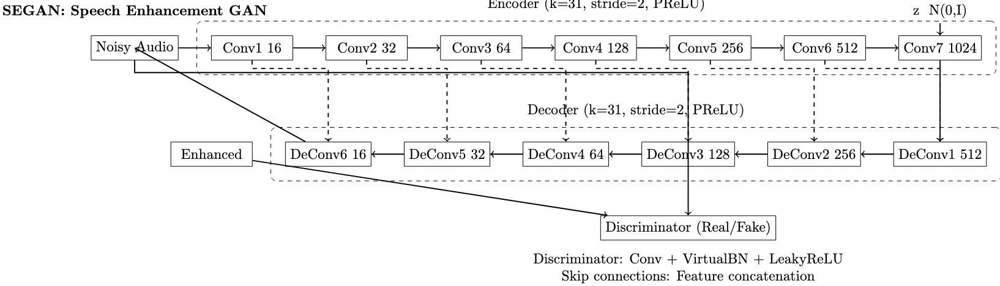 SEGAN: Speech Enhancement GAN
Encoder (k=31, stride=2, PReLU)
z N(0,I)
Noisy Audio
Conv1 16
Conv2 32
Conv3 64
Conv4 128
Conv5 256
Conv6 512
Conv7 1024
Decoder (k=31, stride=2, PReLU)
Enhanced
DeConv6 16
DeConv5 32
DeConv4 64
DeConv3 128
DeConv2 256
DeConv1 512
Discriminator (Real/Fake)
Discriminator: Conv + VirtualBN + LeakyReLU
Skip connections: Feature concatenation